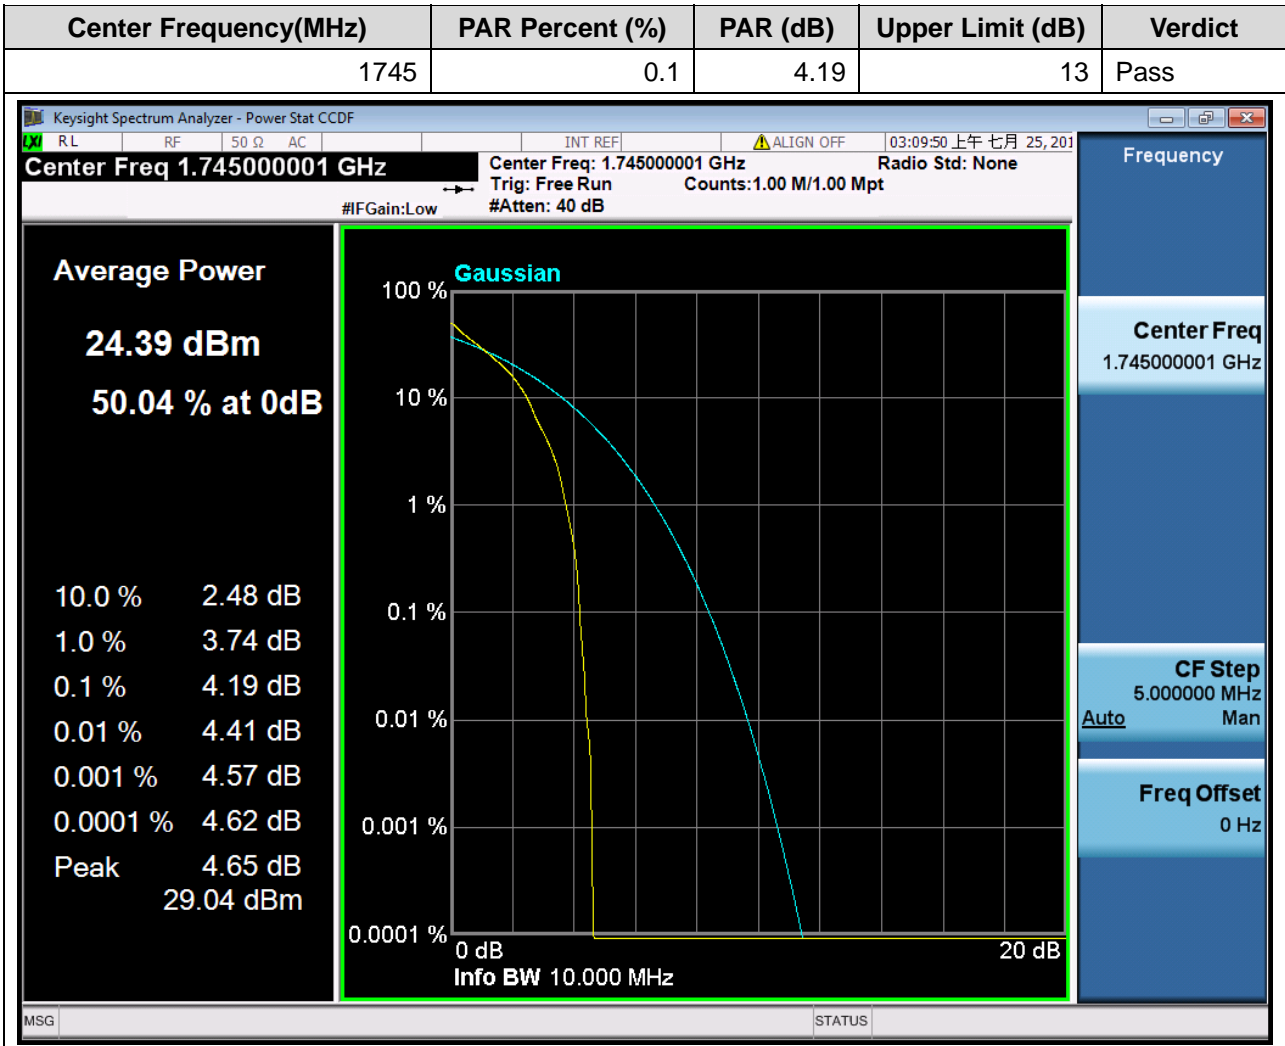 Center Frequency(MHz) PAR Percent (%) PAR (dB) Upper Limit (dB) Verdict
1745 0.1 4.19 13 Pass
Keysight Spectrum Analyzer - Power Stat CCDF
LXI RL RF 50 Ω AC INT REF ALIGN OFF 03:09:50 上午 七月 25, 201
Center Freq 1.745000001 GHz
Center Freq: 1.745000001 GHz Radio Std: None
Trig: Free Run Counts:1.00 M/1.00 Mpt
#IFGain:Low #Atten: 40 dB
Average Power
24.39 dBm
50.04 % at 0dB
10.0 % 2.48 dB
1.0 % 3.74 dB
0.1 % 4.19 dB
0.01 % 4.41 dB
0.001 % 4.57 dB
0.0001 % 4.62 dB
Peak 4.65 dB
29.04 dBm
Gaussian
100 %
10 %
1 %
0.1 %
0.01 %
0.001 %
0.0001 %
0 dB 20 dB
Info BW 10.000 MHz
Frequency
Center Freq
1.745000001 GHz
CF Step
5.000000 MHz
Auto Man
Freq Offset
0 Hz
MSG STATUS